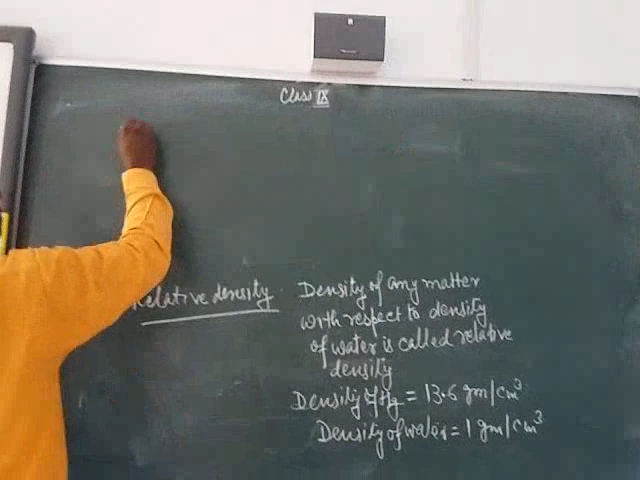 Class IX
Relative density. Density of any matter
with respect to density
of water is called relative
density
Density of Hg = 13.6 gm/cm³
Density of water = 1 gm/cm³